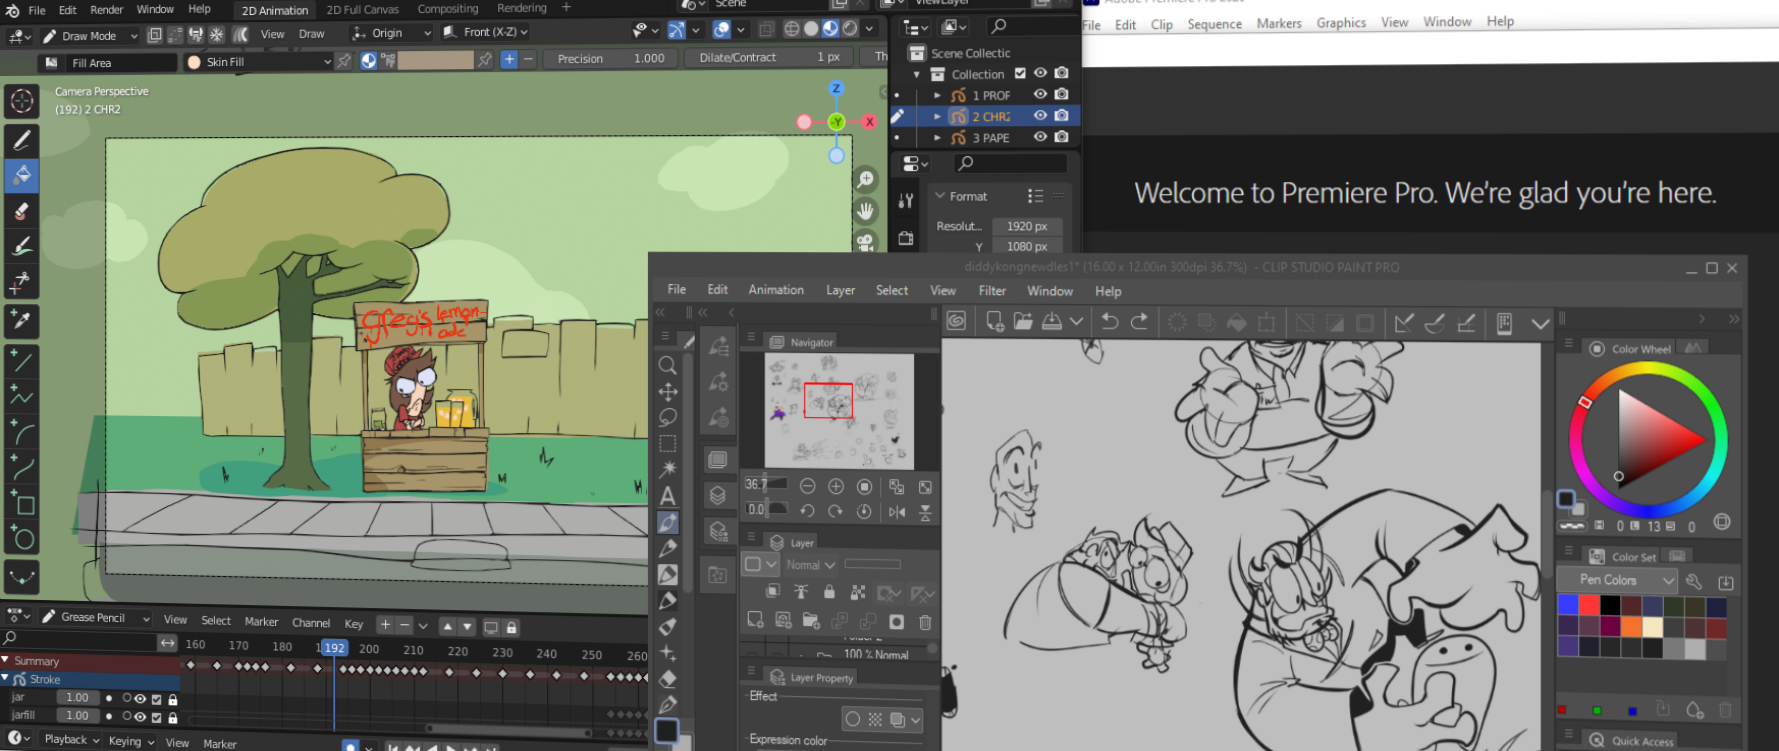 File Edit Render Window Help 2D Animation 2D Full Canvas Compositing Rendering + Scene ViewLayer
Draw Mode View Draw Origin Front (X-Z)
Fill Area Skin Fill Precision 1.000 Dilate/Contract 1 px Th
Camera Perspective
(192) 2 CHR2
Z
-Y X
Greg's lemon-
ade
Scene Collectic
Collection
1 PROF
2 CHR2
3 PAPE
Format
Resolut... 1920 px
Y 1080 px
File Edit Clip Sequence Markers Graphics View Window Help
Welcome to Premiere Pro. We're glad you're here.
diddykongnewdles1* (16.00 x 12.00in 300dpi 36.7%) - CLIP STUDIO PAINT PRO
File Edit Animation Layer Select View Filter Window Help
Navigator
36.7
0.0
Layer
Normal
100 % Normal
Layer Property
Effect
Expression color
A
Color Wheel
H 0 L 13 S 0
Color Set
Pen Colors
Quick Access
Grease Pencil View Select Marker Channel Key
160 170 180 192 200 210 220 230 240 250 260
Summary
Stroke
jar 1.00
jarfill 1.00
Playback Keying View Marker